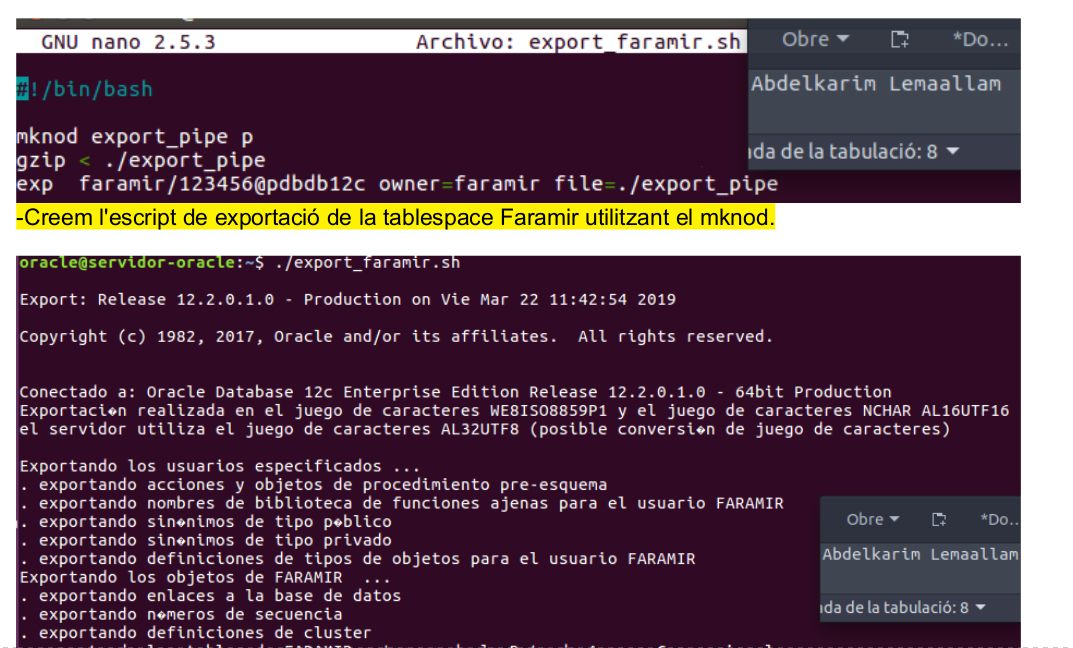 GNU nano 2.5.3 Archivo: export_faramir.sh
Obre *Do...
#!/bin/bash
Abdelkarim Lemaallam
mknod export_pipe p
gzip < ./export_pipe
ada de la tabulació: 8
exp faramir/123456@pdbdb12c owner=faramir file=./export_pipe
-Creem l'escript de exportació de la tablespace Faramir utilitzant el mknod.
oracle@servidor-oracle:~$ ./export_faramir.sh
Export: Release 12.2.0.1.0 - Production on Vie Mar 22 11:42:54 2019
Copyright (c) 1982, 2017, Oracle and/or its affiliates. All rights reserved.
Conectado a: Oracle Database 12c Enterprise Edition Release 12.2.0.1.0 - 64bit Production
Exportaci�n realizada en el juego de caracteres WE8ISO8859P1 y el juego de caracteres NCHAR AL16UTF16
el servidor utiliza el juego de caracteres AL32UTF8 (posible conversi�n de juego de caracteres)
Exportando los usuarios especificados ...
. exportando acciones y objetos de procedimiento pre-esquema
. exportando nombres de biblioteca de funciones ajenas para el usuario FARAMIR
. exportando sin�nimos de tipo p�blico
. exportando sin�nimos de tipo privado
. exportando definiciones de tipos de objetos para el usuario FARAMIR
Exportando los objetos de FARAMIR ...
. exportando enlaces a la base de datos
. exportando n�meros de secuencia
. exportando definiciones de cluster
Obre *Do..
Abdelkarim Lemaallam
ada de la tabulació: 8